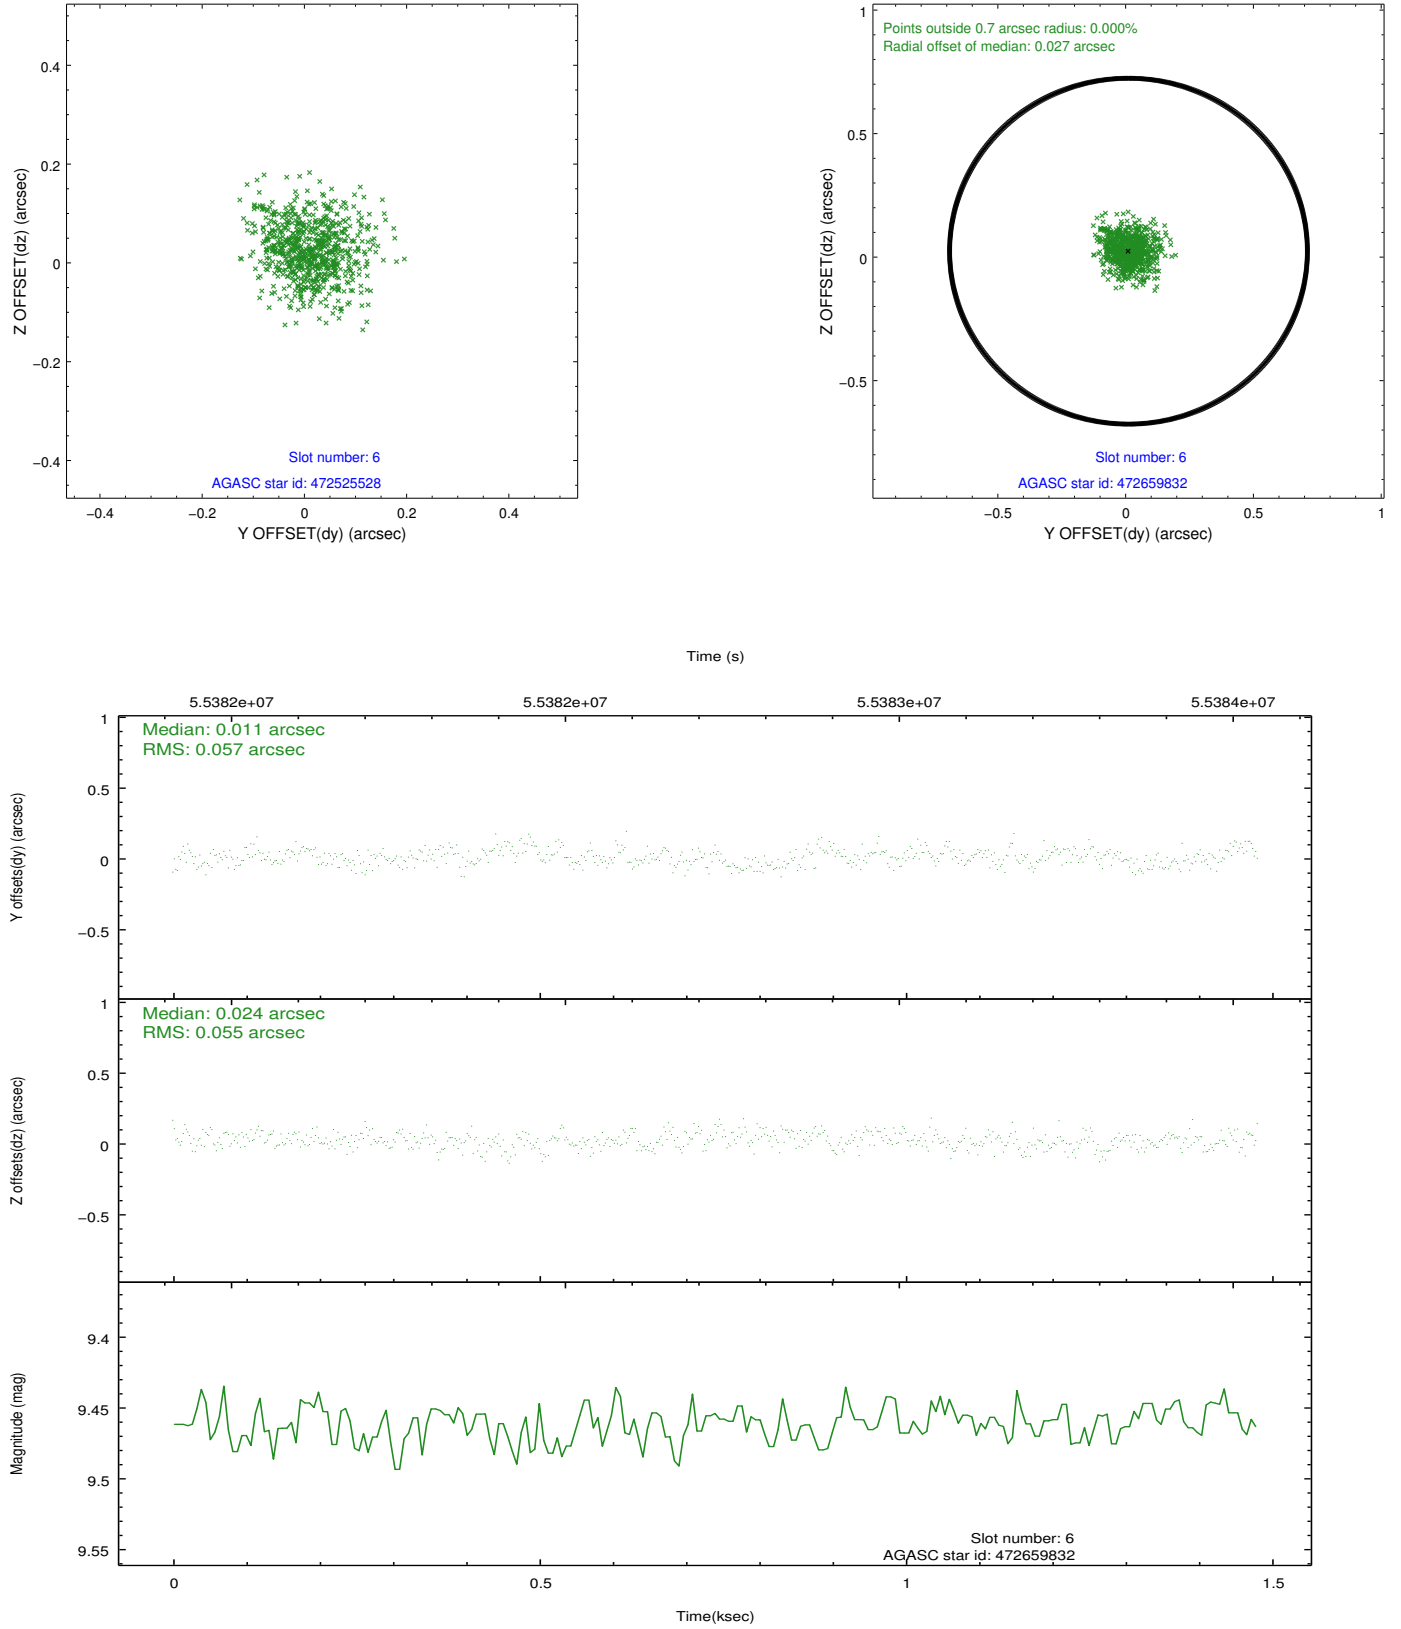 0.4
0.2
0
−0.2
−0.4
Z OFFSET(dz) (arcsec)
Slot number: 6
AGASC star id: 472525528
−0.4 −0.2 0 0.2 0.4
Y OFFSET(dy) (arcsec)
Points outside 0.7 arcsec radius: 0.000%
Radial offset of median: 0.027 arcsec
1
0.5
0
−0.5
Z OFFSET(dz) (arcsec)
Slot number: 6
AGASC star id: 472659832
−0.5 0 0.5 1
Y OFFSET(dy) (arcsec)
Time (s)
5.5382e+07 5.5382e+07 5.5383e+07 5.5384e+07
Median: 0.011 arcsec
RMS: 0.057 arcsec
1
0.5
0
−0.5
Y offsets(dy) (arcsec)
Median: 0.024 arcsec
RMS: 0.055 arcsec
1
0.5
0
−0.5
Z offsets(dz) (arcsec)
9.4
9.45
9.5
9.55
Magnitude (mag)
Slot number: 6
AGASC star id: 472659832
0 0.5 1 1.5
Time(ksec)